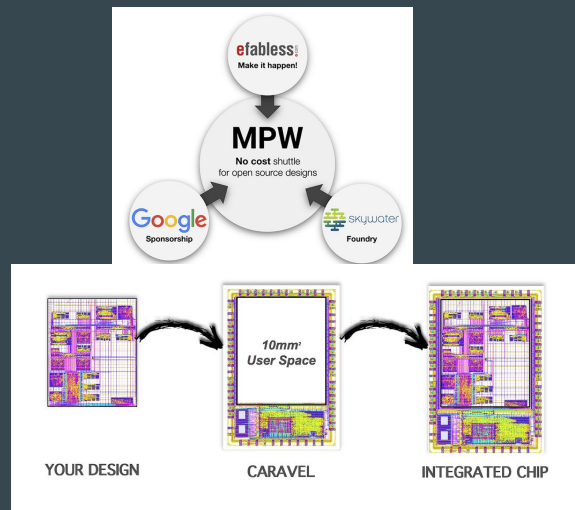 efabless
Make it happen!
MPW
No cost shuttle
for open source designs
Google
Sponsorship
skywater
Foundry
10mm²
User Space
YOUR DESIGN
CARAVEL
INTEGRATED CHIP